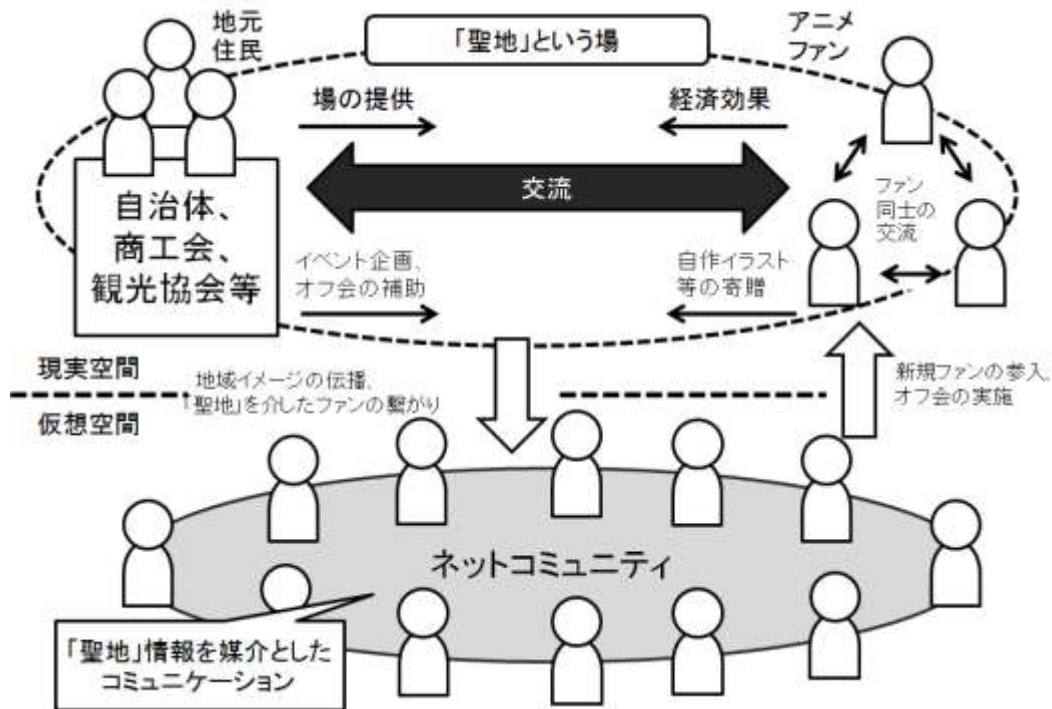 地元
住民
「聖地」という場
アニメ
ファン
場の提供
経済効果
交流
ファン
同士の
交流
自治体、
商工会、
観光協会等
イベント企画、
オフ会の補助
自作イラスト
等の寄贈
現実空間
仮想空間
地域イメージの伝播、
「聖地」を介したファンの繋がり
新規ファンの参入、
オフ会の実施
ネットコミュニティ
「聖地」情報を媒介とした
コミュニケーション